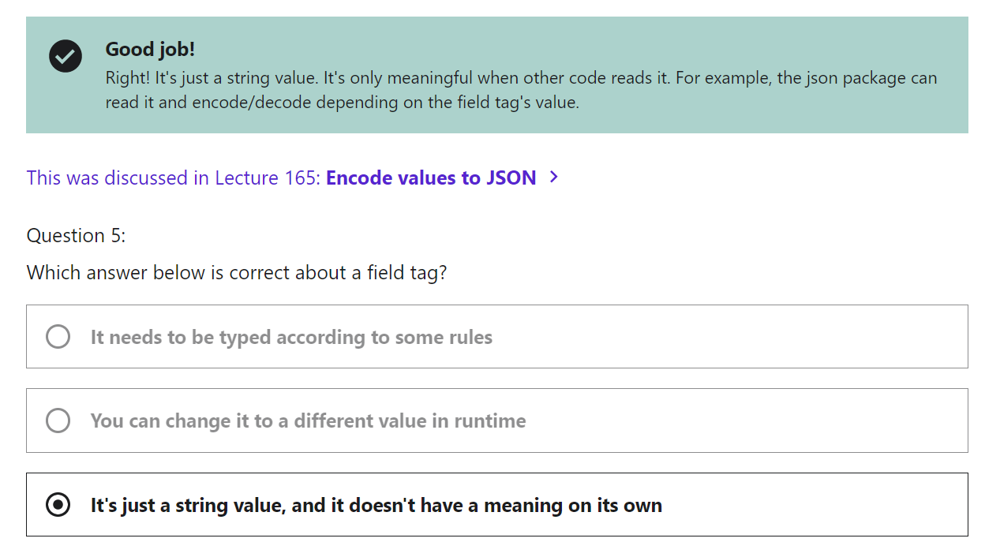 Good job!
Right! It's just a string value. It's only meaningful when other code reads it. For example, the json package can
read it and encode/decode depending on the field tag's value.
This was discussed in Lecture 165: Encode values to JSON
Question 5:
Which answer below is correct about a field tag?
It needs to be typed according to some rules
You can change it to a different value in runtime
It's just a string value, and it doesn't have a meaning on its own